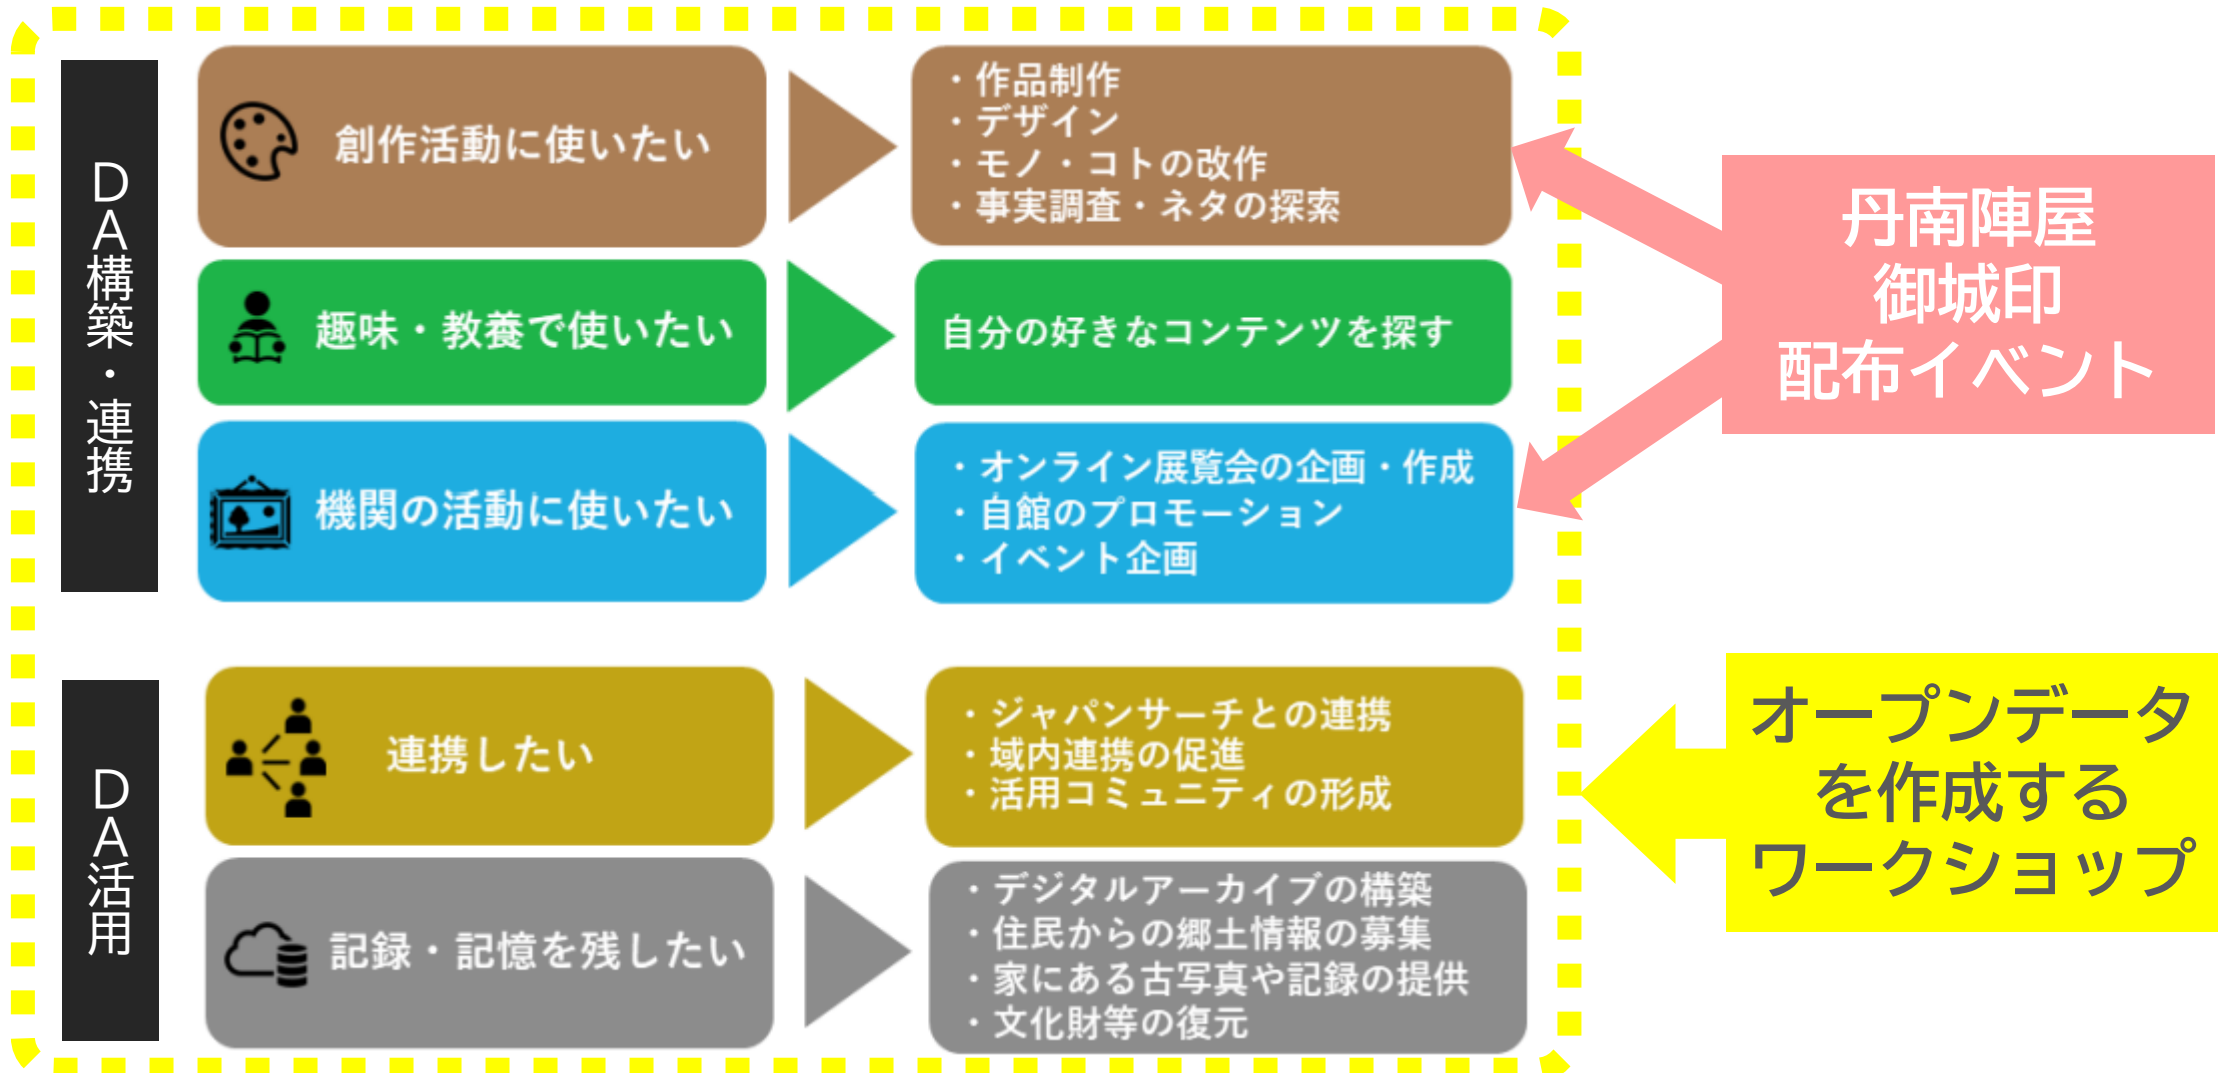 DA構築・連携
創作活動に使いたい
・作品制作
・デザイン
・モノ・コトの改作
・事実調査・ネタの探索
趣味・教養で使いたい
自分の好きなコンテンツを探す
機関の活動に使いたい
・オンライン展覧会の企画・作成
・自館のプロモーション
・イベント企画
DA活用
連携したい
・ジャパンサーチとの連携
・域内連携の促進
・活用コミュニティの形成
記録・記憶を残したい
・デジタルアーカイブの構築
・住民からの郷土情報の募集
・家にある古写真や記録の提供
・文化財等の復元
丹南陣屋
御城印
配布イベント
オープンデータ
を作成する
ワークショップ